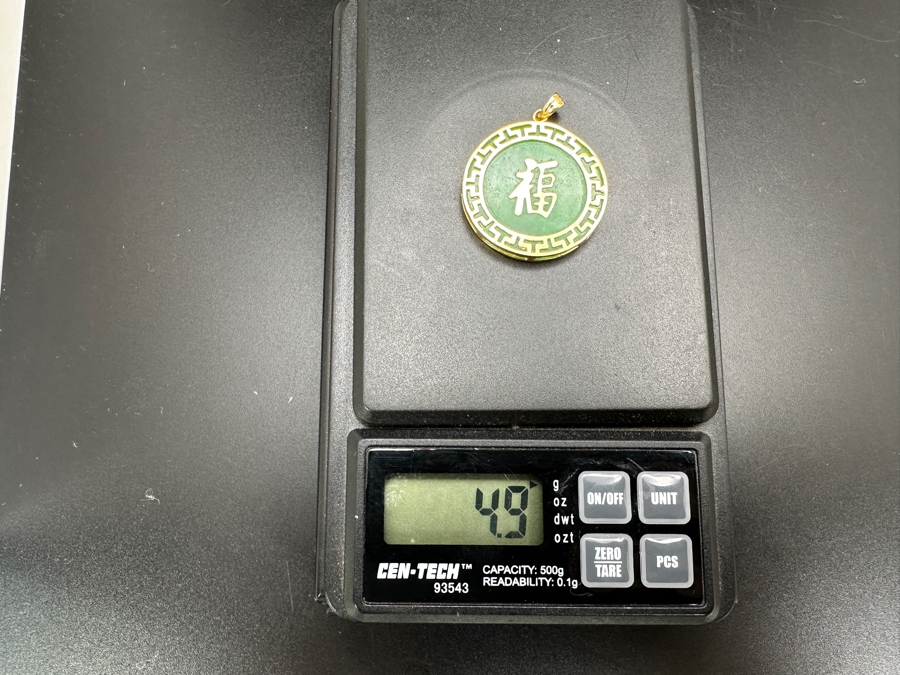 福
4.9
g
oz
dwt
ozt
ON/OFF
UNIT
ZERO
TARE
PCS
CEN-TECH™
93543
CAPACITY: 500g
READABILITY: 0.1g